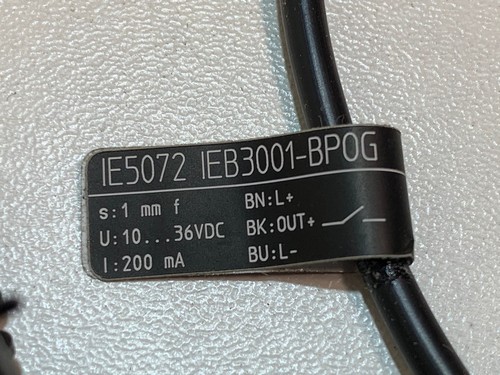 IE5072 IEB3001-BPOG
s:1 mm f
U:10...36VDC
I:200 mA
BN:L+
BK:OUT+
BU:L-